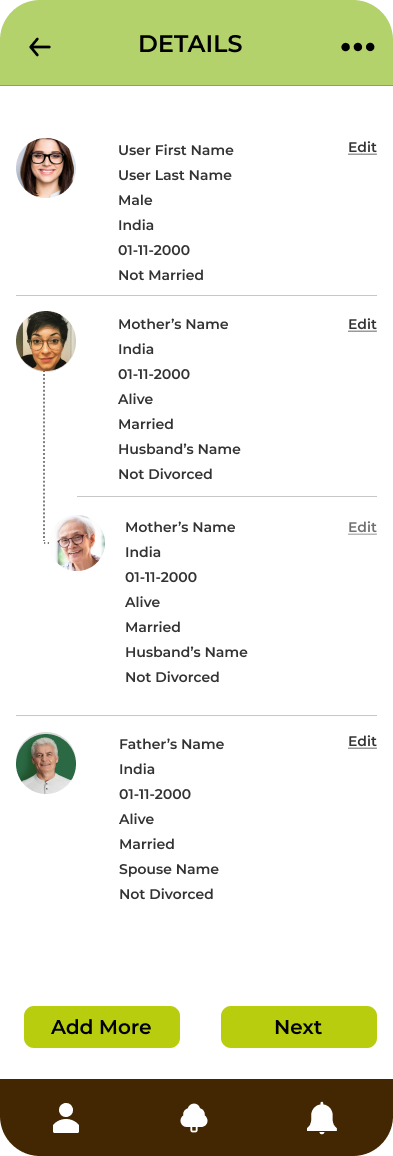 DETAILS
User First Name
Edit
User Last Name
Male
India
01-11-2000
Not Married
Mother's Name
Edit
India
01-11-2000
Alive
Married
Husband's Name
Not Divorced
Mother's Name
Edit
India
01-11-2000
Alive
Married
Husband's Name
Not Divorced
Father's Name
Edit
India
01-11-2000
Alive
Married
Spouse Name
Not Divorced
Add More
Next